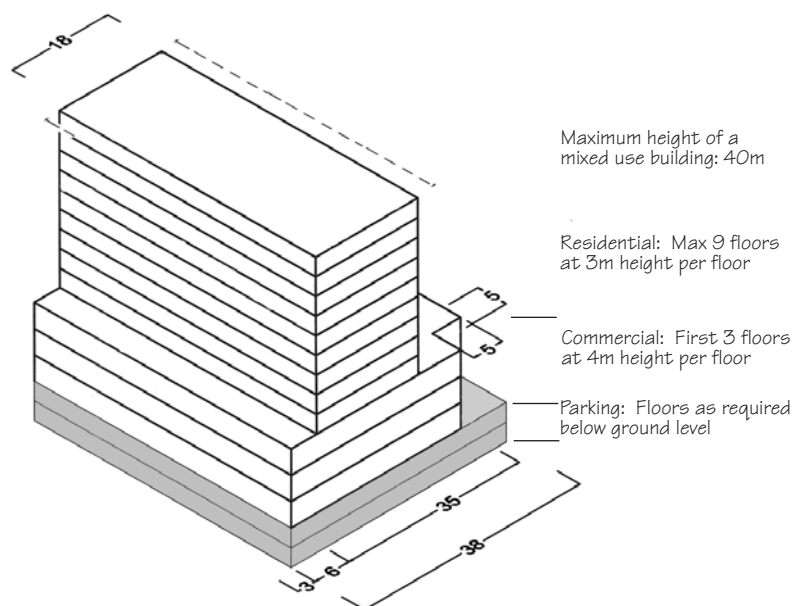 18
Maximum height of a
mixed use building: 40m
Residential: Max 9 floors
at 3m height per floor
5
5
Commercial: First 3 floors
at 4m height per floor
Parking: Floors as required
below ground level
35
38
3
6